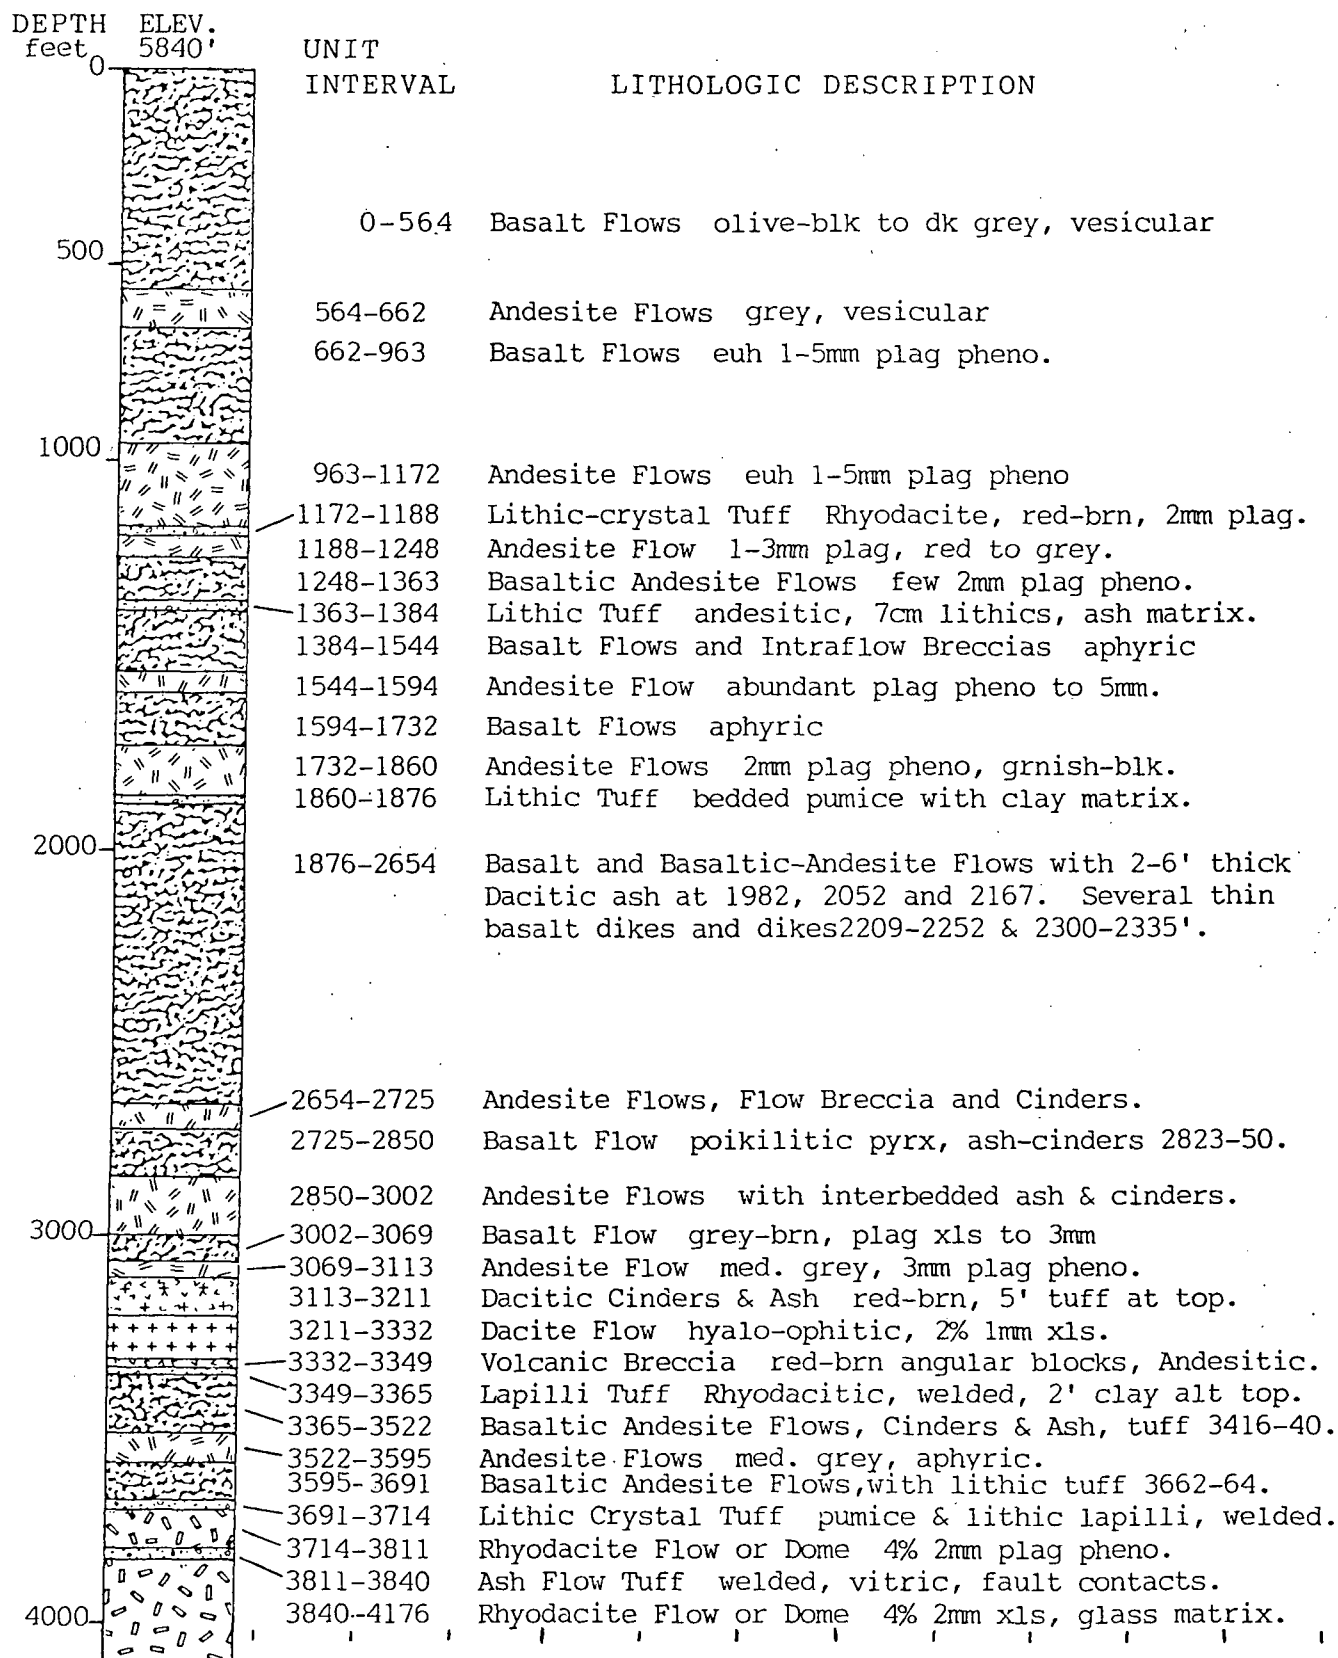 DEPTH ELEV.
feet 5840' UNIT
0
INTERVAL LITHOLOGIC DESCRIPTION
0-564 Basalt Flows olive-blk to dk grey, vesicular
500
564-662 Andesite Flows grey, vesicular
662-963 Basalt Flows euh 1-5mm plag pheno.
1000
963-1172 Andesite Flows euh 1-5mm plag pheno
1172-1188 Lithic-crystal Tuff Rhyodacite, red-brn, 2mm plag.
1188-1248 Andesite Flow 1-3mm plag, red to grey.
1248-1363 Basaltic Andesite Flows few 2mm plag pheno.
1363-1384 Lithic Tuff andesitic, 7cm lithics, ash matrix.
1384-1544 Basalt Flows and Intraflow Breccias aphyric
1544-1594 Andesite Flow abundant plag pheno to 5mm.
1594-1732 Basalt Flows aphyric
1732-1860 Andesite Flows 2mm plag pheno, grnish-blk.
1860-1876 Lithic Tuff bedded pumice with clay matrix.
2000
1876-2654 Basalt and Basaltic-Andesite Flows with 2-6' thick
Dacitic ash at 1982, 2052 and 2167. Several thin
basalt dikes and dikes2209-2252 & 2300-2335'.
2654-2725 Andesite Flows, Flow Breccia and Cinders.
2725-2850 Basalt Flow poikilitic pyrx, ash-cinders 2823-50.
2850-3002 Andesite Flows with interbedded ash & cinders.
3000
3002-3069 Basalt Flow grey-brn, plag xls to 3mm
3069-3113 Andesite Flow med. grey, 3mm plag pheno.
3113-3211 Dacitic Cinders & Ash red-brn, 5' tuff at top.
3211-3332 Dacite Flow hyalo-ophitic, 2% 1mm xls.
3332-3349 Volcanic Breccia red-brn angular blocks, Andesitic.
3349-3365 Lapilli Tuff Rhyodacitic, welded, 2' clay alt top.
3365-3522 Basaltic Andesite Flows, Cinders & Ash, tuff 3416-40.
3522-3595 Andesite Flows med. grey, aphyric.
3595-3691 Basaltic Andesite Flows,with lithic tuff 3662-64.
3691-3714 Lithic Crystal Tuff pumice & lithic lapilli, welded.
3714-3811 Rhyodacite Flow or Dome 4% 2mm plag pheno.
3811-3840 Ash Flow Tuff welded, vitric, fault contacts.
4000 3840-4176 Rhyodacite Flow or Dome 4% 2mm xls, glass matrix.